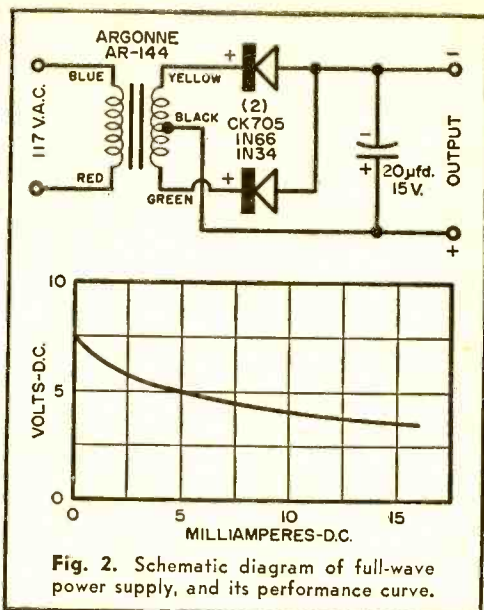 ARGONNE
AR-144
117 V.A.C.
BLUE
RED
YELLOW
BLACK
GREEN
+
+
(2)
CK705
1N66
1N34
-
+
20µfd.
15V.
-
OUTPUT
+
VOLTS-D.C.
10
5
0
0 5 10 15
MILLIAMPERES-D.C.
Fig. 2. Schematic diagram of full-wave
power supply, and its performance curve.